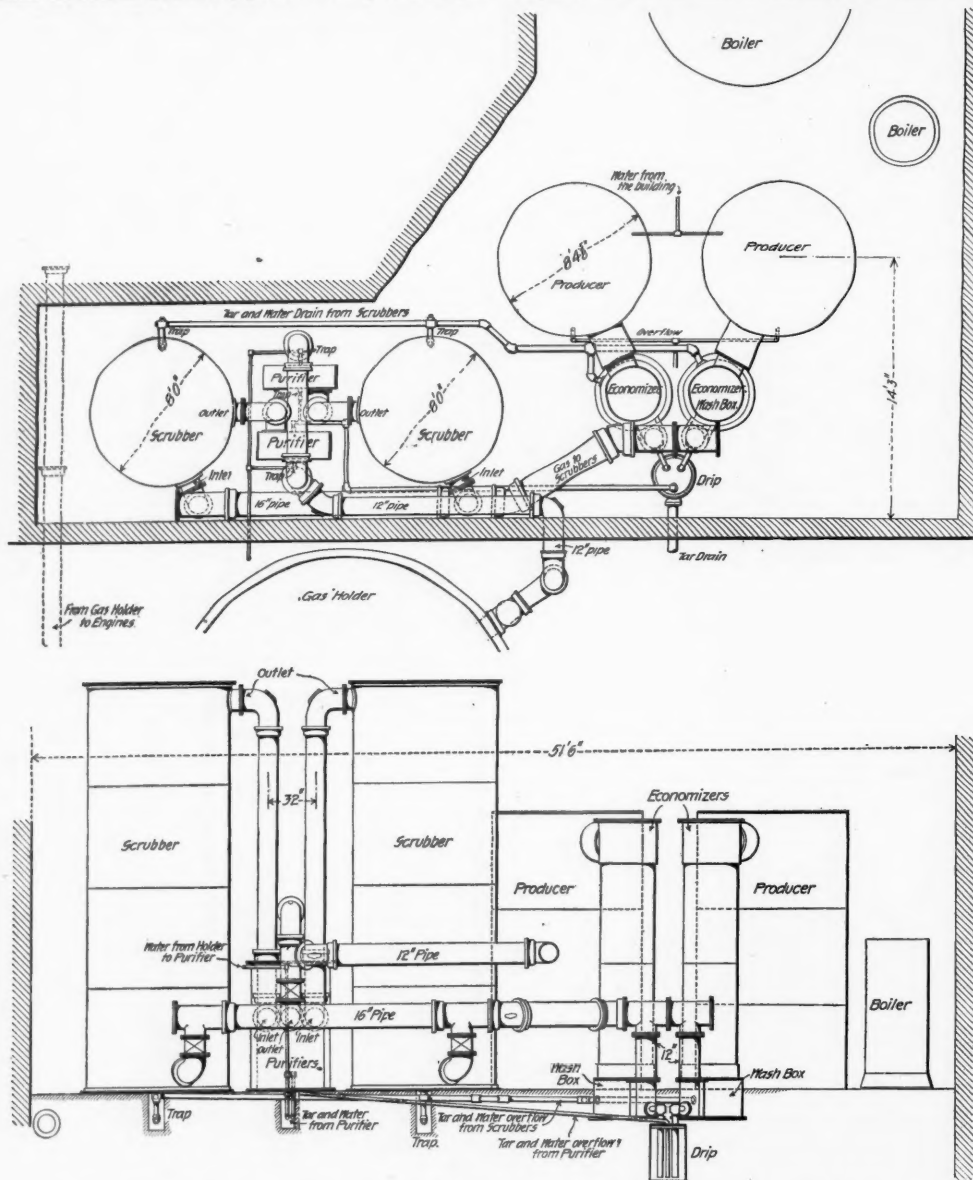 Boiler
Boiler
Water from
the building
8'4⅝"
Producer
Producer
Tar and Water Drain from Scrubbers
Overflow
Trap
Trap
Trap
Purifier
Trap
8'0"
8'0"
Economizer
Economizer
Wash Box.
14'3"
Outlet
Outlet
Scrubber
Purifier
Scrubber
Trap
Inlet
Inlet
Gas to
Scrubbers
Drip
16" pipe
12" pipe
12" pipe
Tar Drain
Gas Holder
From Gas Holder
to Engines.
Outlet
51'6"
32"
Economizers
Scrubber
Scrubber
Producer
Producer
Water from Holder
to Purifier
12" Pipe
16" Pipe
Boiler
Inlet
Inlet
outlet
Purifiers
12"
Wash
Box
Wash Box
Trap
Tar and Water
from Purifier
Trap.
Tar and Water overflow
from Scrubbers
Tar and Water overflow
from Purifier
Drip